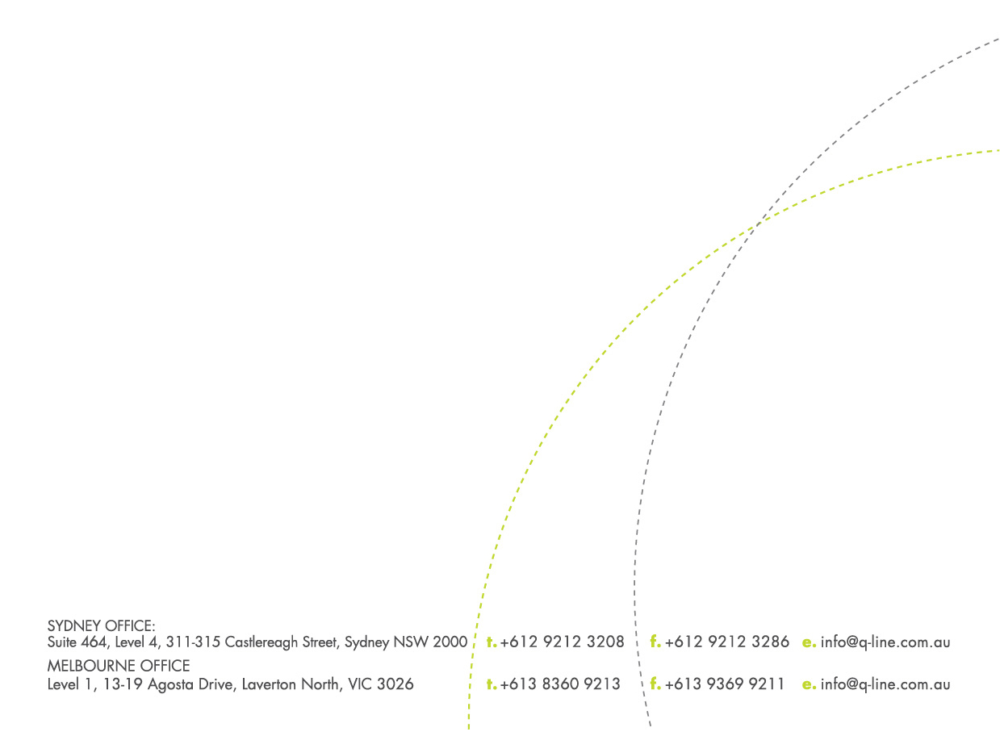 SYDNEY OFFICE:
Suite 464, Level 4, 311-315 Castlereagh Street, Sydney NSW 2000 t. +612 9212 3208 f. +612 9212 3286 e. info@q-line.com.au
MELBOURNE OFFICE
Level 1, 13-19 Agosta Drive, Laverton North, VIC 3026 t. +613 8360 9213 f. +613 9369 9211 e. info@q-line.com.au